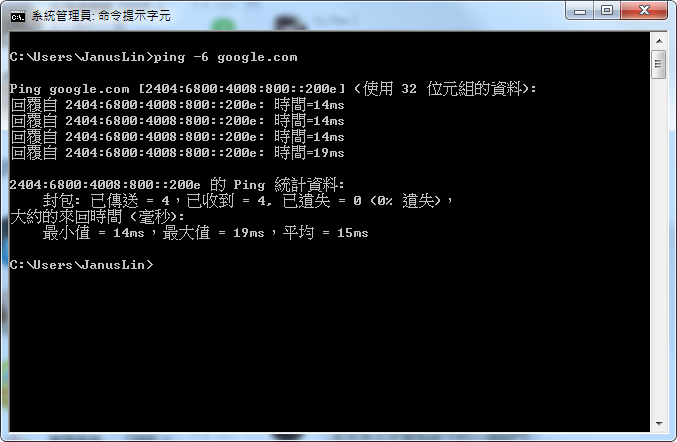 系統管理員: 命令提示字元
C:\Users\JanusLin>ping -6 google.com
Ping google.com [2404:6800:4008:800::200e] (使用 32 位元組的資料):
回覆自 2404:6800:4008:800::200e: 時間=14ms
回覆自 2404:6800:4008:800::200e: 時間=14ms
回覆自 2404:6800:4008:800::200e: 時間=14ms
回覆自 2404:6800:4008:800::200e: 時間=19ms
2404:6800:4008:800::200e 的 Ping 統計資料:
封包: 已傳送 = 4，已收到 = 4, 已遺失 = 0 (0% 遺失)，
大約的來回時間 (毫秒):
最小值 = 14ms，最大值 = 19ms，平均 = 15ms
C:\Users\JanusLin>